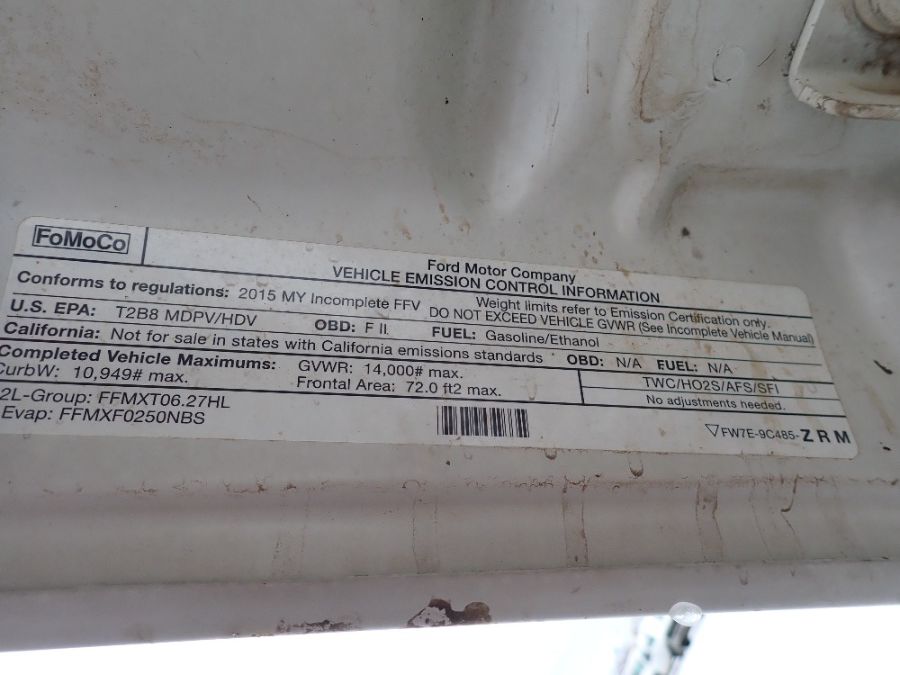 FoMoCo
Ford Motor Company
VEHICLE EMISSION CONTROL INFORMATION
Conforms to regulations: 2015 MY Incomplete FFV
Weight limits refer to Emission Certification only.
DO NOT EXCEED VEHICLE GVWR (See Incomplete Vehicle Manual)
U.S. EPA: T2B8 MDPV/HDV OBD: F II. FUEL: Gasoline/Ethanol
California: Not for sale in states with California emissions standards OBD: N/A FUEL: N/A
Completed Vehicle Maximums: GVWR: 14,000# max.
CurbW: 10,949# max. Frontal Area: 72.0 ft2 max.
TWC/HO2S/AFS/SFI
No adjustments needed.
2L-Group: FFMXT06.27HL
Evap: FFMXF0250NBS
FW7E-9C485-ZRM